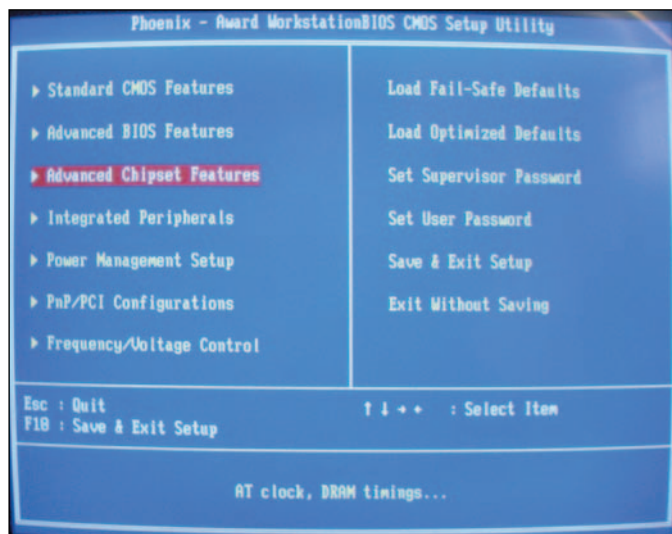 Phoenix - Award WorkstationBIOS CMOS Setup Utility
▶ Standard CMOS Features
▶ Advanced BIOS Features
▶ Advanced Chipset Features
▶ Integrated Peripherals
▶ Power Management Setup
▶ PnP/PCI Configurations
▶ Frequency/Voltage Control
Load Fail-Safe Defaults
Load Optimized Defaults
Set Supervisor Password
Set User Password
Save & Exit Setup
Exit Without Saving
Esc : Quit
F10 : Save & Exit Setup
↑ ↓ → ← : Select Item
AT clock, DRAM timings...